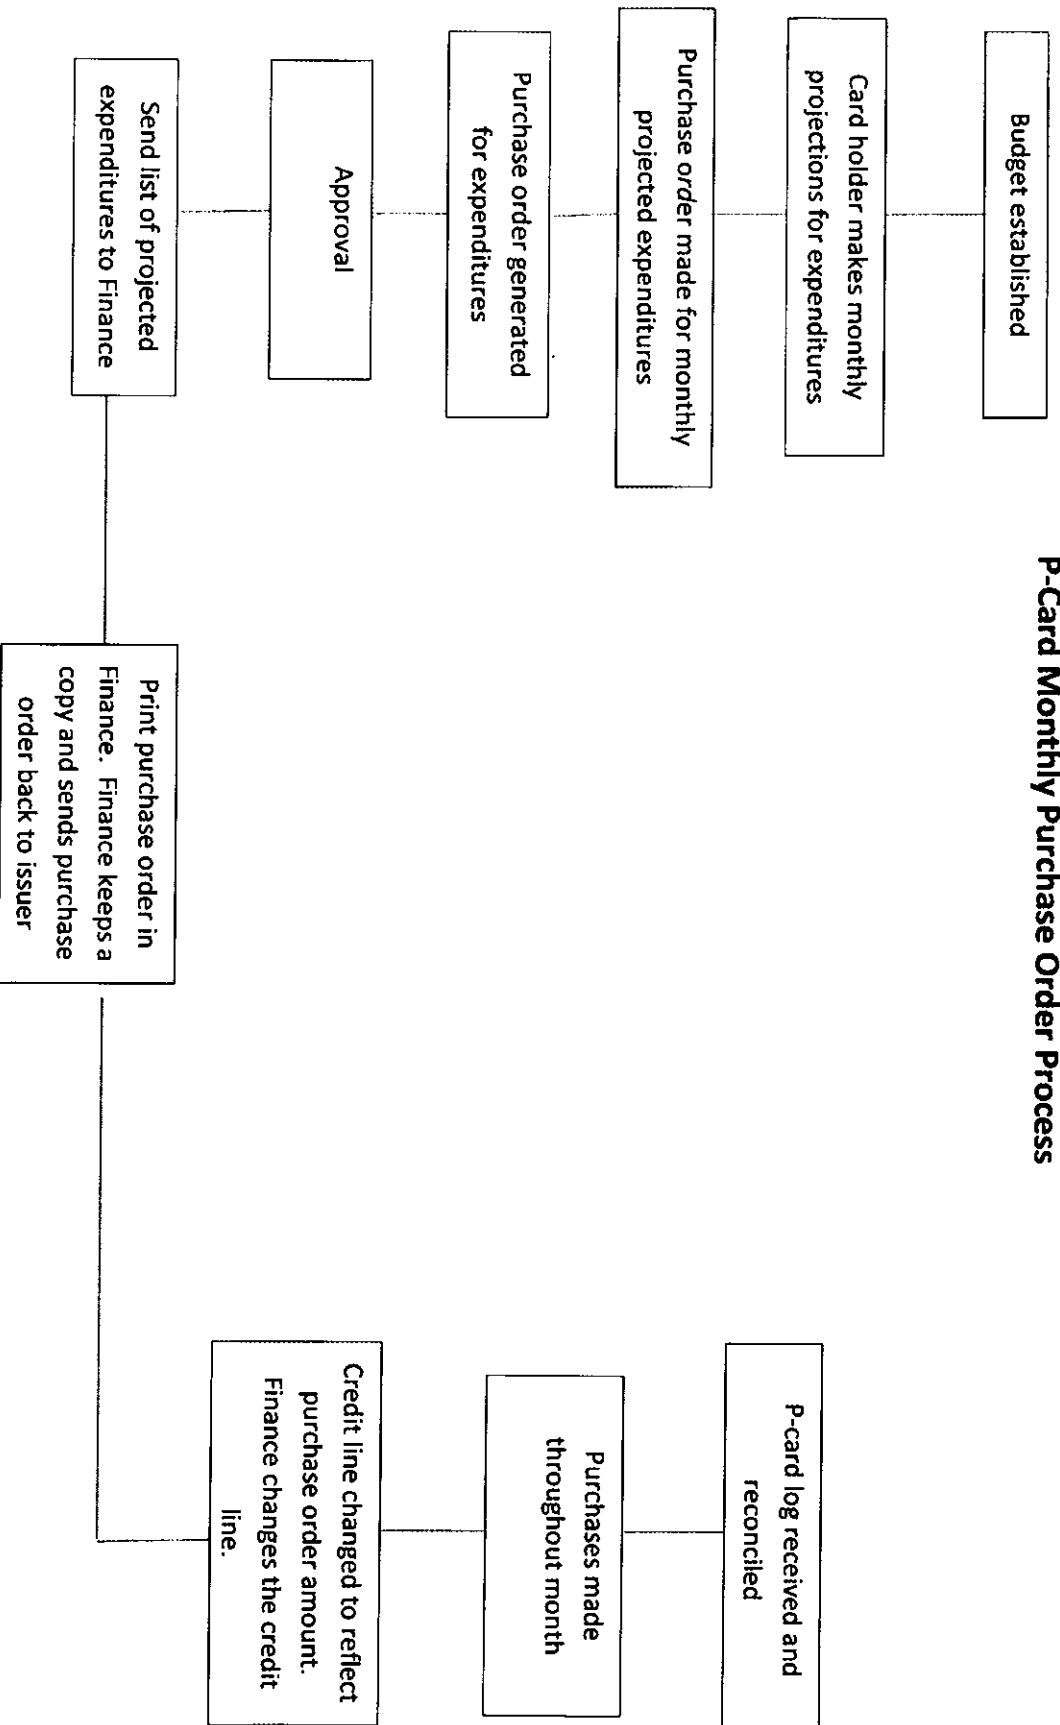 P-Card Monthly Purchase Order Process
Budget established
Card holder makes monthly
projections for expenditures
Purchase order made for monthly
projected expenditures
Purchase order generated
for expenditures
Approval
Send list of projected
expenditures to Finance
Print purchase order in
Finance. Finance keeps a
copy and sends purchase
order back to issuer
Credit line changed to reflect
purchase order amount.
Finance changes the credit
line.
Purchases made
throughout month
P-card log received and
reconciled